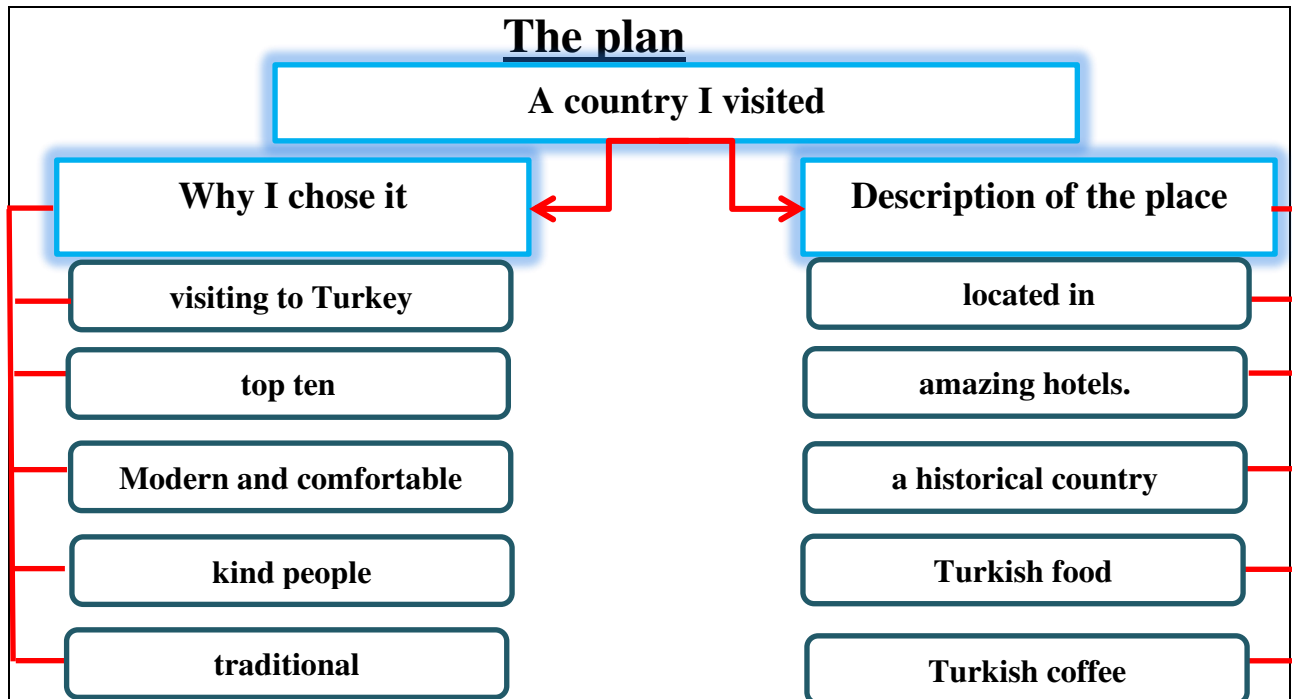 The plan
A country I visited
Why I chose it
visiting to Turkey
top ten
Modern and comfortable
kind people
traditional
Description of the place
located in
amazing hotels.
a historical country
Turkish food
Turkish coffee